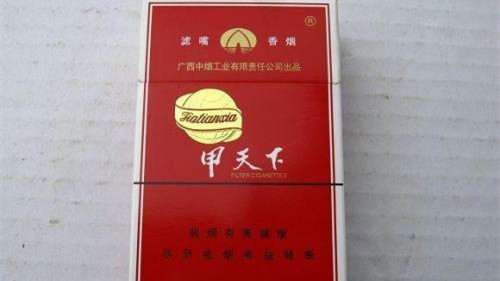 滤嘴 香烟 ®
广西中烟工业有限责任公司出品
Jiatianxia
甲天下
FILTER CIGARETTES
吸烟有害健康
尽早戒烟有益健康